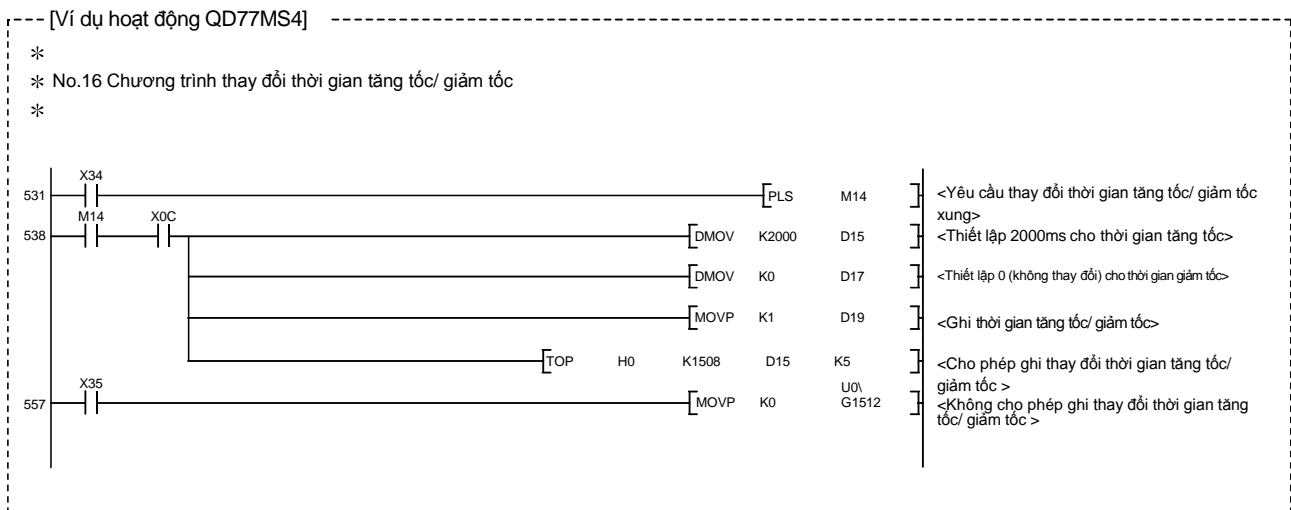 [Ví dụ hoạt động QD77MS4]
*
* No.16 Chương trình thay đổi thời gian tăng tốc/ giảm tốc
*
X34
531 PLS M14 <Yêu cầu thay đổi thời gian tăng tốc/ giảm tốc
xung>
M14 X0C
538 DMOV K2000 D15 <Thiết lập 2000ms cho thời gian tăng tốc>
DMOV K0 D17 <Thiết lập 0 (không thay đổi) cho thời gian giảm tốc>
MOVP K1 D19 <Ghi thời gian tăng tốc/ giảm tốc>
TOP H0 K1508 D15 K5 <Cho phép ghi thay đổi thời gian tăng tốc/
giảm tốc >
X35 U0\
557 MOVP K0 G1512 <Không cho phép ghi thay đổi thời gian tăng
tốc/ giảm tốc >